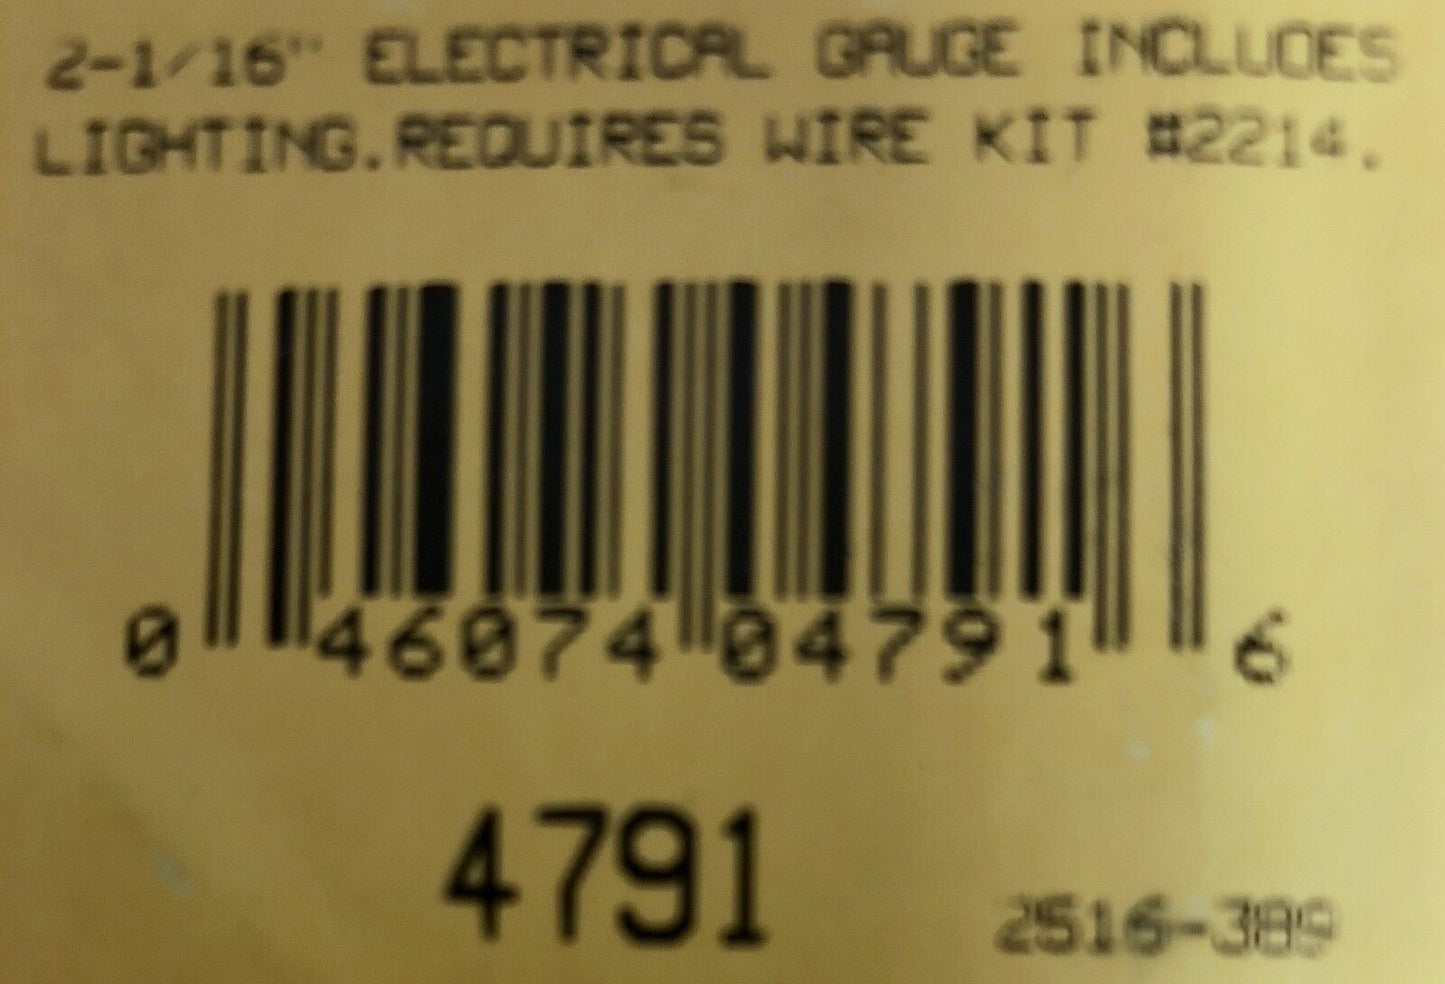 2-1/16" ELECTRICAL GAUGE INCLUDES
LIGHTING.REQUIRES WIRE KIT #2214.
0 46074 04791 6
4791
2516-389